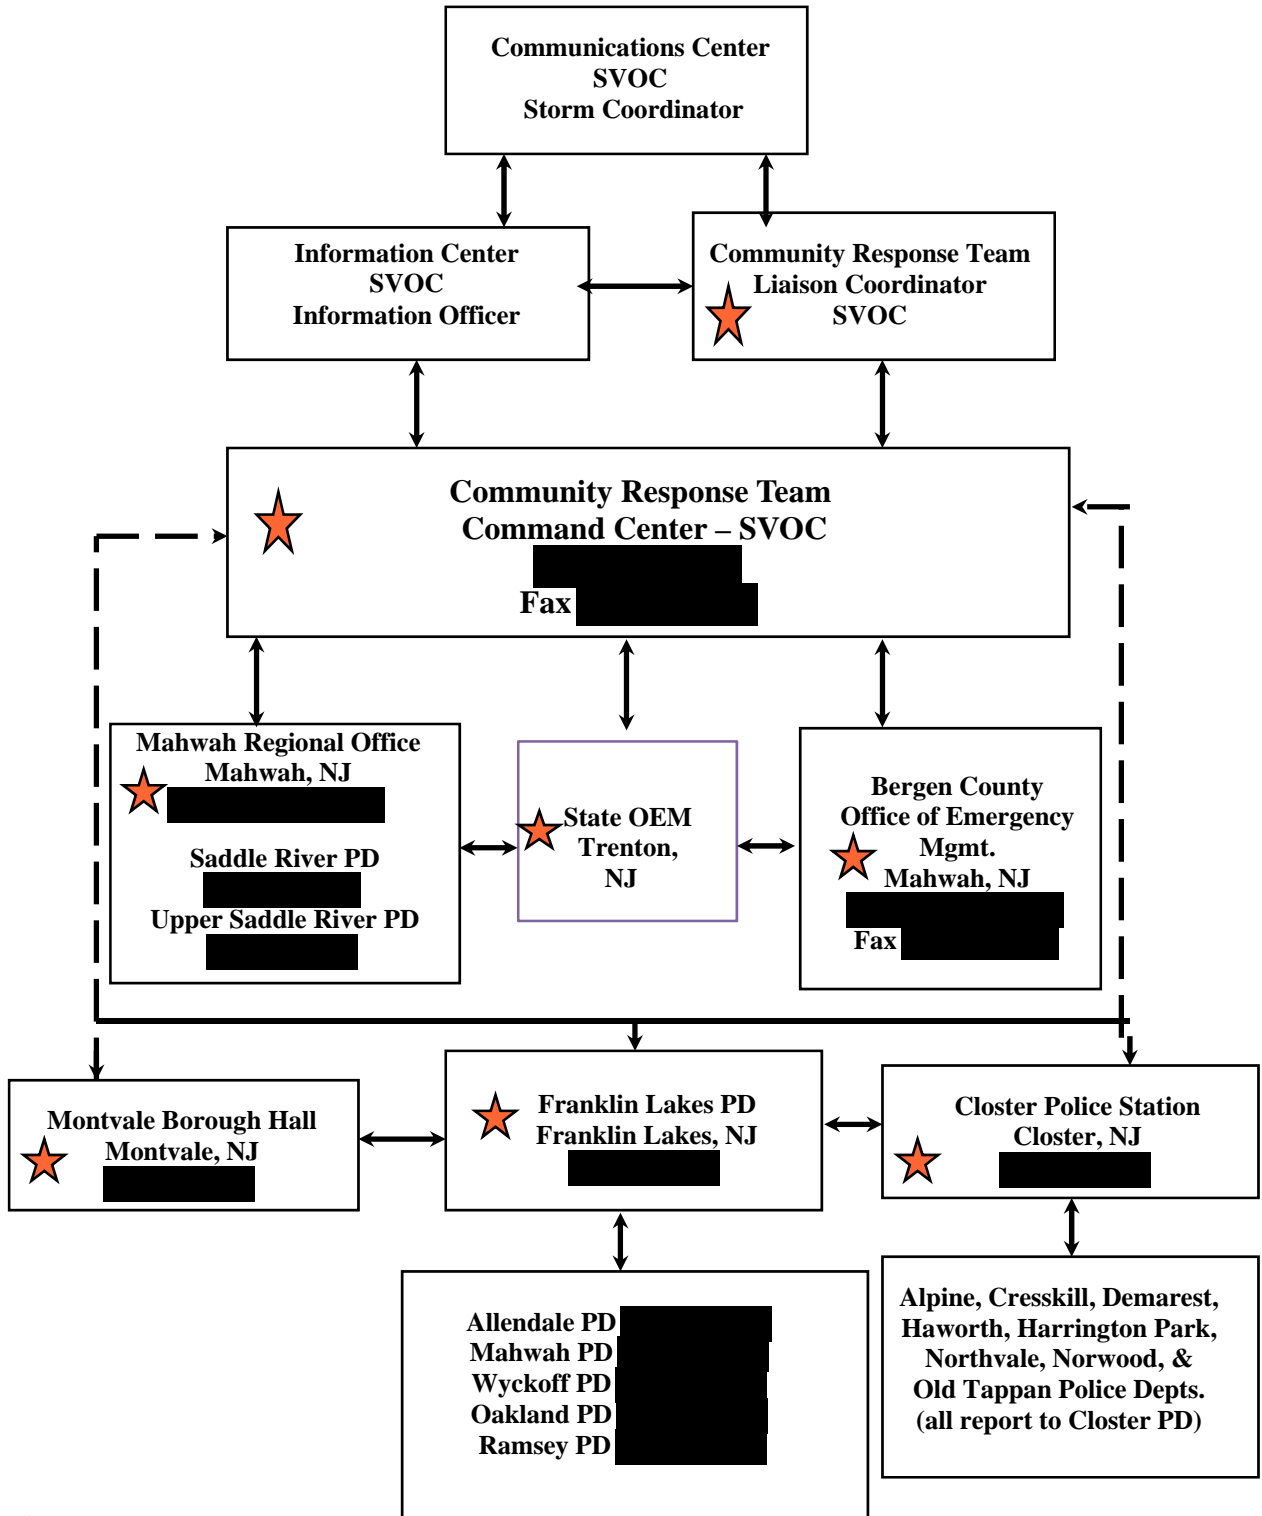 Communications Center
SVOC
Storm Coordinator
Information Center
SVOC
Information Officer
Community Response Team
Liaison Coordinator
SVOC
Community Response Team
Command Center – SVOC
Fax
Mahwah Regional Office
Mahwah, NJ
Saddle River PD
Upper Saddle River PD
State OEM
Trenton,
NJ
Bergen County
Office of Emergency
Mgmt.
Mahwah, NJ
Fax
Montvale Borough Hall
Montvale, NJ
Franklin Lakes PD
Franklin Lakes, NJ
Closter Police Station
Closter, NJ
Allendale PD
Mahwah PD
Wyckoff PD
Oakland PD
Ramsey PD
Alpine, Cresskill, Demarest,
Haworth, Harrington Park,
Northvale, Norwood, &
Old Tappan Police Depts.
(all report to Closter PD)